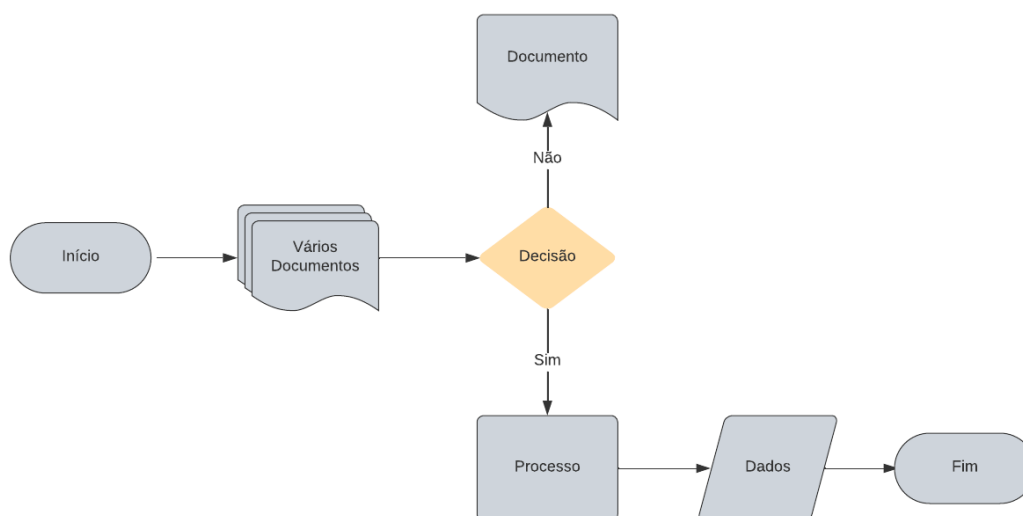 Documento
Não
Início
Vários
Documentos
Decisão
Sim
Processo
Dados
Fim